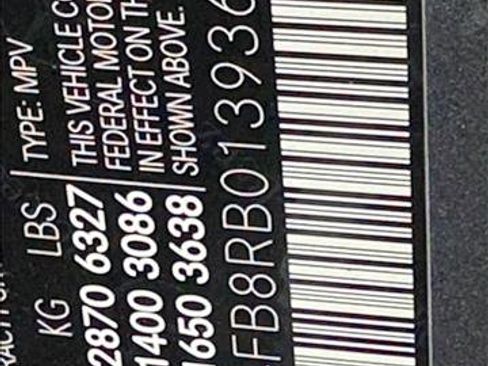 KG LBS TYPE: MPV
2870 6327 THIS VEHICLE
1400 3086 FEDERAL MOTOR
1650 3638 IN EFFECT ON
SHOWN ABOVE.
FB8RB013936